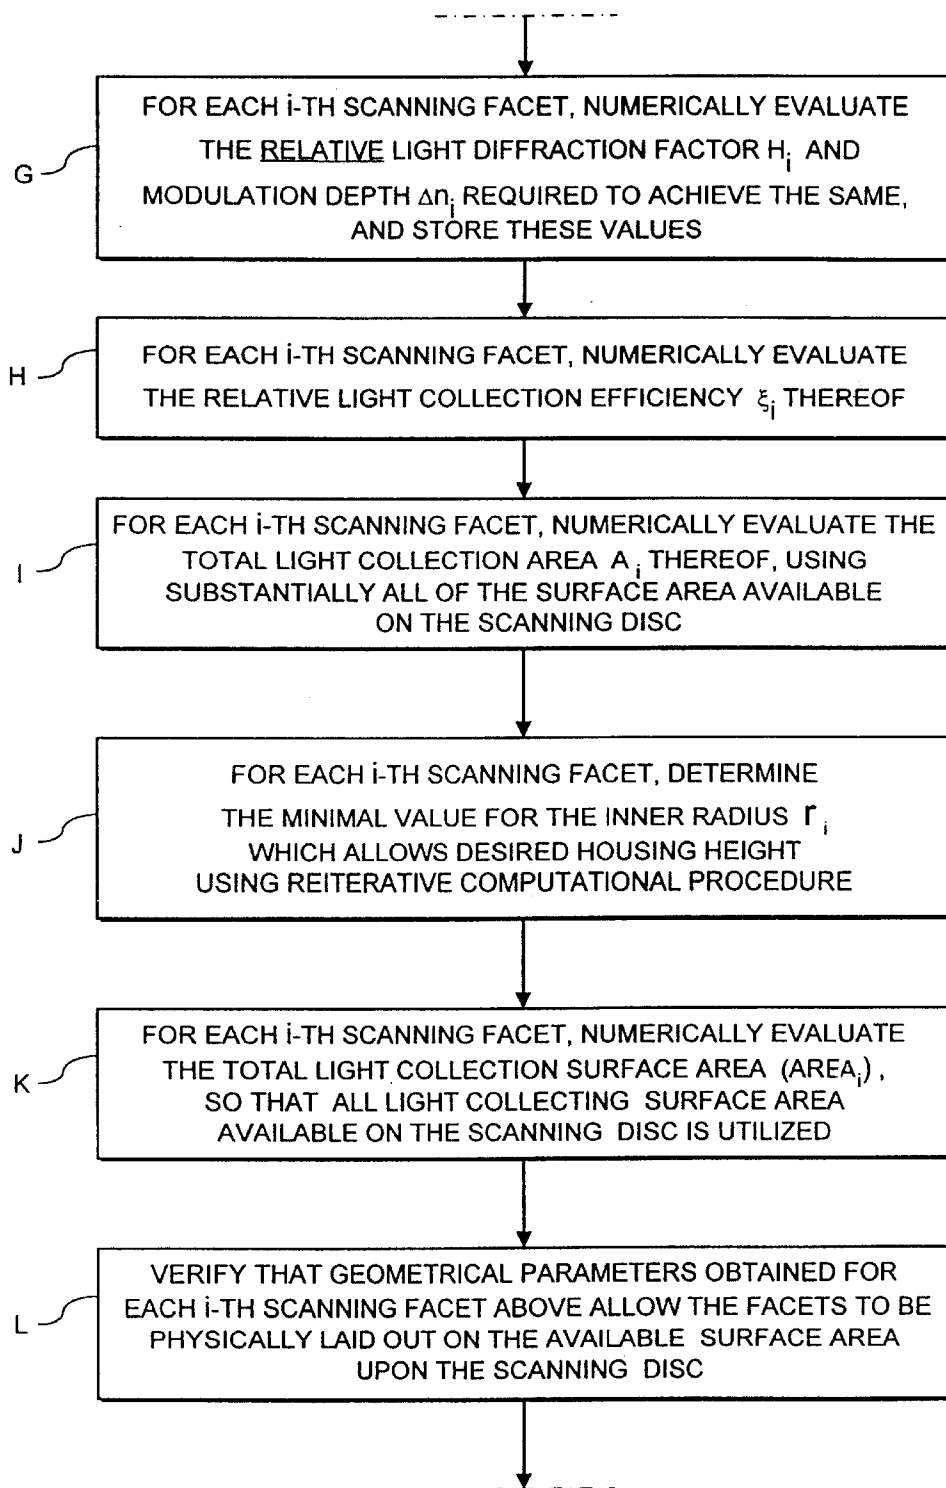 FOR EACH i-TH SCANNING FACET, NUMERICALLY EVALUATE
THE RELATIVE LIGHT DIFFRACTION FACTOR Hi AND
MODULATION DEPTH Δni REQUIRED TO ACHIEVE THE SAME,
AND STORE THESE VALUES
G
FOR EACH i-TH SCANNING FACET, NUMERICALLY EVALUATE
THE RELATIVE LIGHT COLLECTION EFFICIENCY ξi THEREOF
H
FOR EACH i-TH SCANNING FACET, NUMERICALLY EVALUATE THE
TOTAL LIGHT COLLECTION AREA Ai THEREOF, USING
SUBSTANTIALLY ALL OF THE SURFACE AREA AVAILABLE
ON THE SCANNING DISC
I
FOR EACH i-TH SCANNING FACET, DETERMINE
THE MINIMAL VALUE FOR THE INNER RADIUS ri
WHICH ALLOWS DESIRED HOUSING HEIGHT
USING REITERATIVE COMPUTATIONAL PROCEDURE
J
FOR EACH i-TH SCANNING FACET, NUMERICALLY EVALUATE
THE TOTAL LIGHT COLLECTION SURFACE AREA (AREAi),
SO THAT ALL LIGHT COLLECTING SURFACE AREA
AVAILABLE ON THE SCANNING DISC IS UTILIZED
K
VERIFY THAT GEOMETRICAL PARAMETERS OBTAINED FOR
EACH i-TH SCANNING FACET ABOVE ALLOW THE FACETS TO BE
PHYSICALLY LAID OUT ON THE AVAILABLE SURFACE AREA
UPON THE SCANNING DISC
L